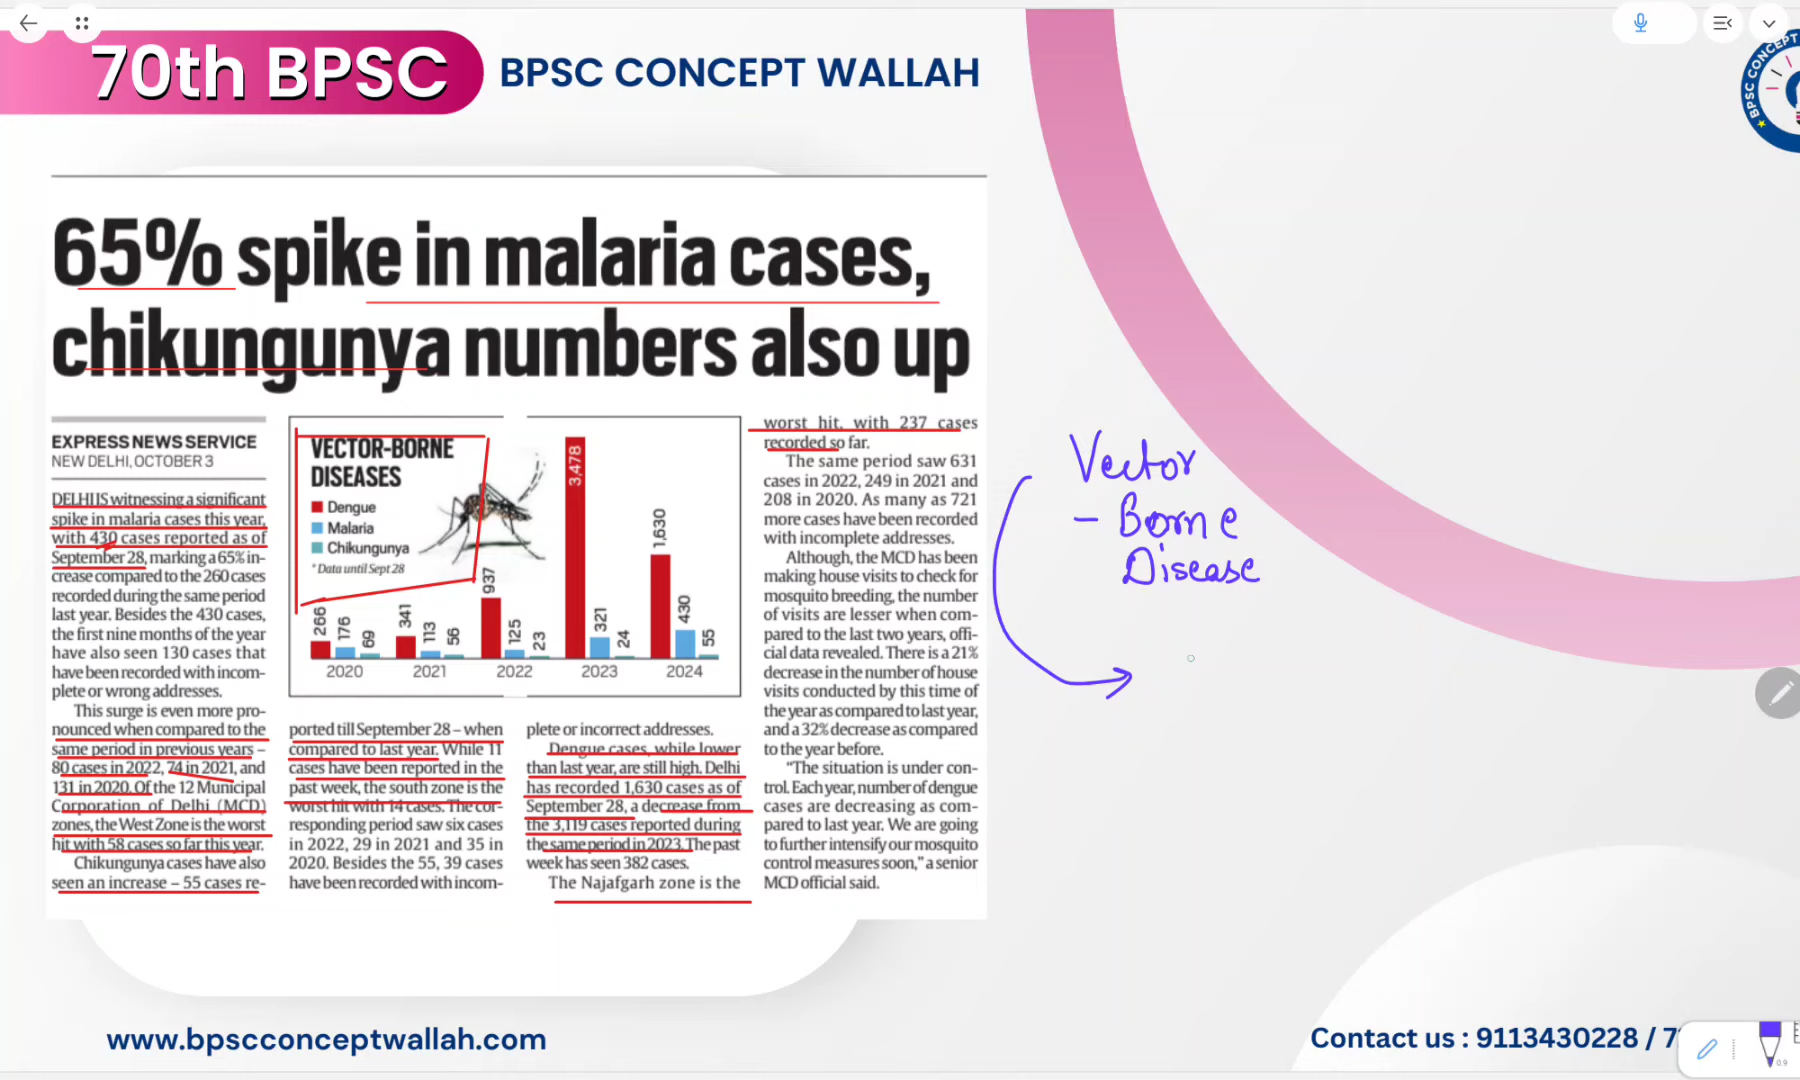 70th BPSC
BPSC CONCEPT WALLAH
BPSC CONCEPT
65% spike in malaria cases,
chikungunya numbers also up
EXPRESS NEWS SERVICE
NEW DELHI, OCTOBER 3
DELHI IS witnessing a significant
spike in malaria cases this year,
with 430 cases reported as of
September 28, marking a 65% in-
crease compared to the 260 cases
recorded during the same period
last year. Besides the 430 cases,
the first nine months of the year
have also seen 130 cases that
have been recorded with incom-
plete or wrong addresses.
This surge is even more pro-
nounced when compared to the
same period in previous years –
80 cases in 2022, 74 in 2021, and
131 in 2020. Of the 12 Municipal
Corporation of Delhi (MCD)
zones, the West Zone is the worst
hit with 58 cases so far this year.
Chikungunya cases have also
seen an increase – 55 cases re-
VECTOR-BORNE
DISEASES
Dengue
Malaria
Chikungunya
* Data until Sept 28
266 176 69
341 113 56
937 125 23
3,478 321 24
1,630 430 55
2020 2021 2022 2023 2024
ported till September 28 – when
compared to last year. While 11
cases have been reported in the
past week, the south zone is the
worst hit with 14 cases. The cor-
responding period saw six cases
in 2022, 29 in 2021 and 35 in
2020. Besides the 55, 39 cases
have been recorded with incom-
plete or incorrect addresses.
Dengue cases, while lower
than last year, are still high. Delhi
has recorded 1,630 cases as of
September 28, a decrease from
the 3,119 cases reported during
the same period in 2023. The past
week has seen 382 cases.
The Najafgarh zone is the
worst hit, with 237 cases
recorded so far.
The same period saw 631
cases in 2022, 249 in 2021 and
208 in 2020. As many as 721
more cases have been recorded
with incomplete addresses.
Although, the MCD has been
making house visits to check for
mosquito breeding, the number
of visits are lesser when com-
pared to the last two years, offi-
cial data revealed. There is a 21%
decrease in the number of house
visits conducted by this time of
the year as compared to last year,
and a 32% decrease as compared
to the year before.
“The situation is under con-
trol. Each year, number of dengue
cases are decreasing as com-
pared to last year. We are going
to further intensify our mosquito
control measures soon,” a senior
MCD official said.
Vector
- Borne
Disease
www.bpscconceptwallah.com
Contact us : 9113430228 / 7
0.9